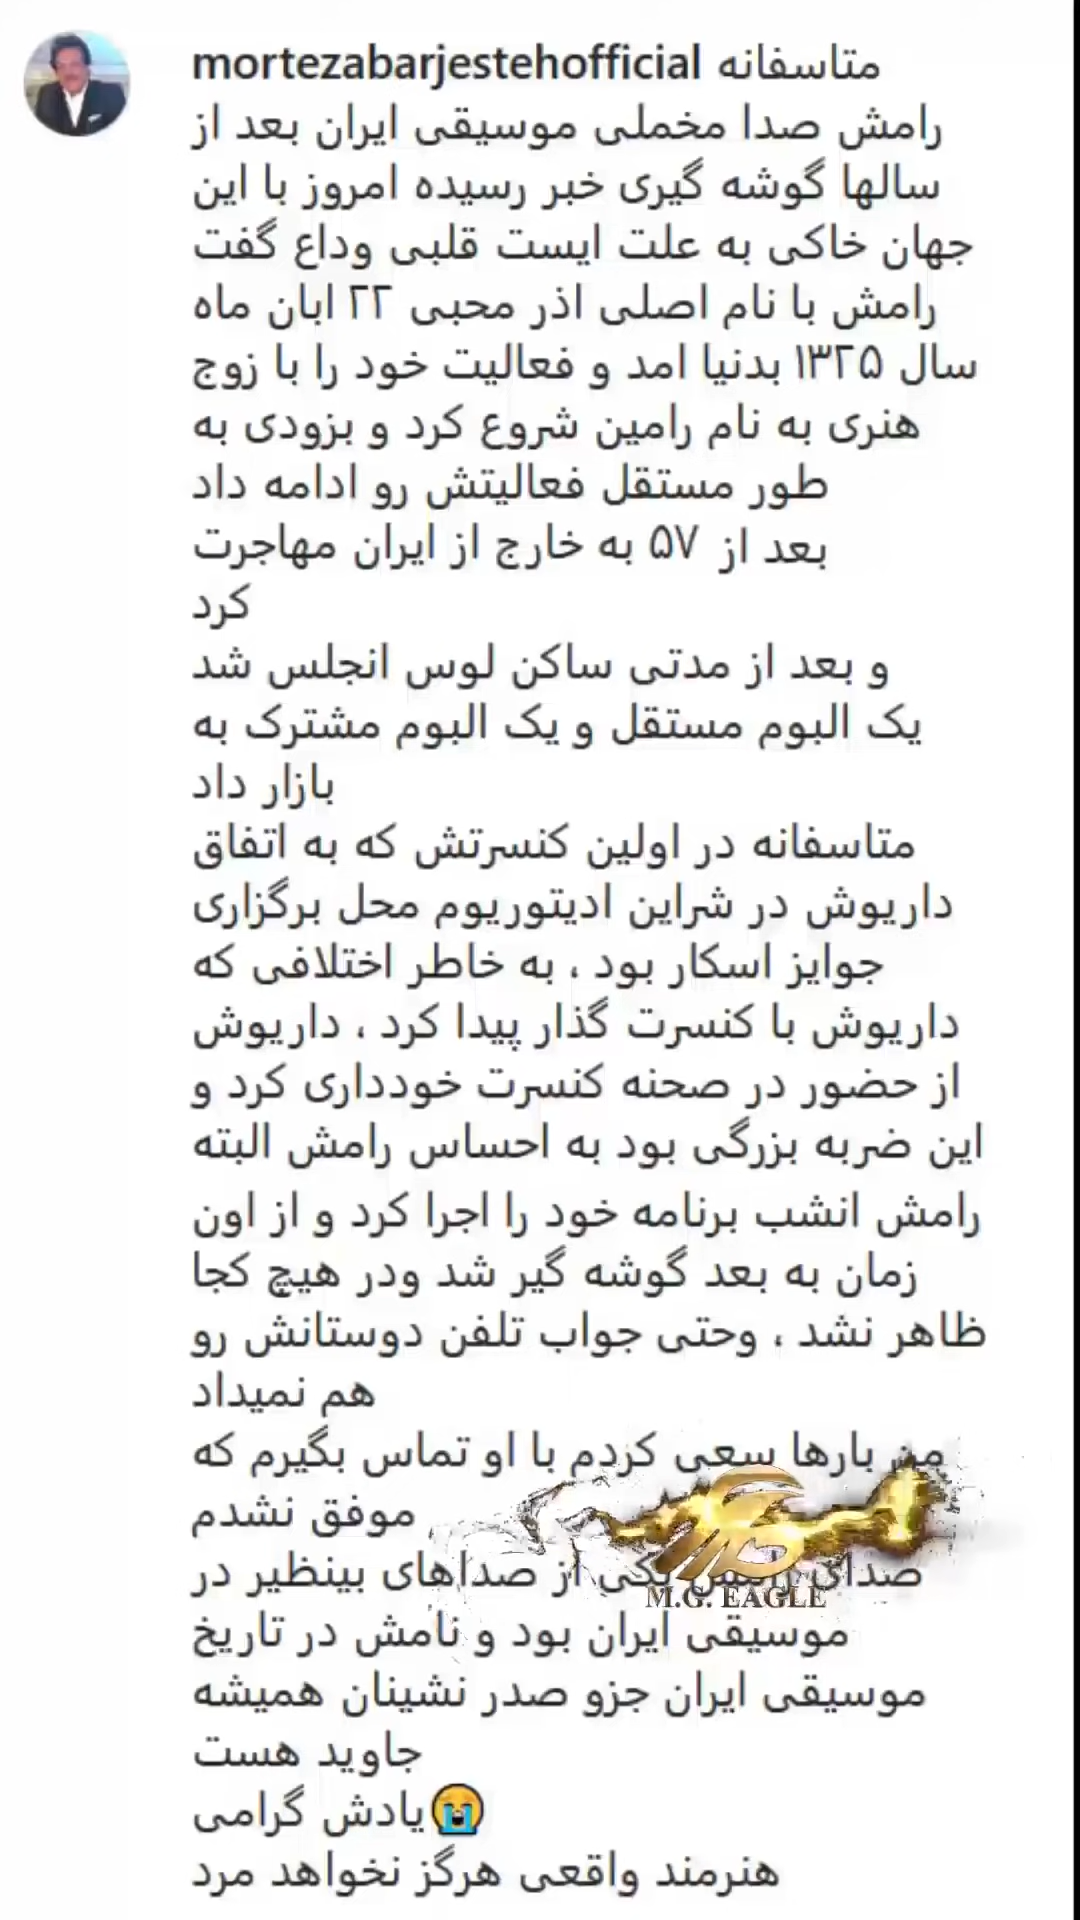 mortezabarjestehofficial متاسفانه
رامش صدا مخملی موسیقی ایران بعد از
سالها گوشه گیری خبر رسیده امروز با این
جهان خاکی به علت ایست قلبی وداع گفت
رامش با نام اصلی اذر محبی ۲۲ ابان ماه
سال ۱۳۲۵ بدنیا امد و فعالیت خود را با زوج
هنری به نام رامین شروع کرد و بزودی به
طور مستقل فعالیتش رو ادامه داد
بعد از ۵۷ به خارج از ایران مهاجرت
کرد
و بعد از مدتی ساکن لوس انجلس شد
یک البوم مستقل و یک البوم مشترک به
بازار داد
متاسفانه در اولین کنسرتش که به اتفاق
داریوش در شراین ادیتوریوم محل برگزاری
جوایز اسکار بود ، به خاطر اختلافی که
داریوش با کنسرت گذار پیدا کرد ، داریوش
از حضور در صحنه کنسرت خودداری کرد و
این ضربه بزرگی بود به احساس رامش البته
رامش انشب برنامه خود را اجرا کرد و از اون
زمان به بعد گوشه گیر شد ودر هیچ کجا
ظاهر نشد ، وحتی جواب تلفن دوستانش رو
هم نمیداد
من بارها سعی کردم با او تماس بگیرم که
موفق نشدم
صدای رامش یکی از صداهای بینظیر در
M.G. EAGLE
موسیقی ایران بود و نامش در تاریخ
موسیقی ایران جزو صدر نشینان همیشه
جاوید هست
😭یادش گرامی
هنرمند واقعی هرگز نخواهد مرد